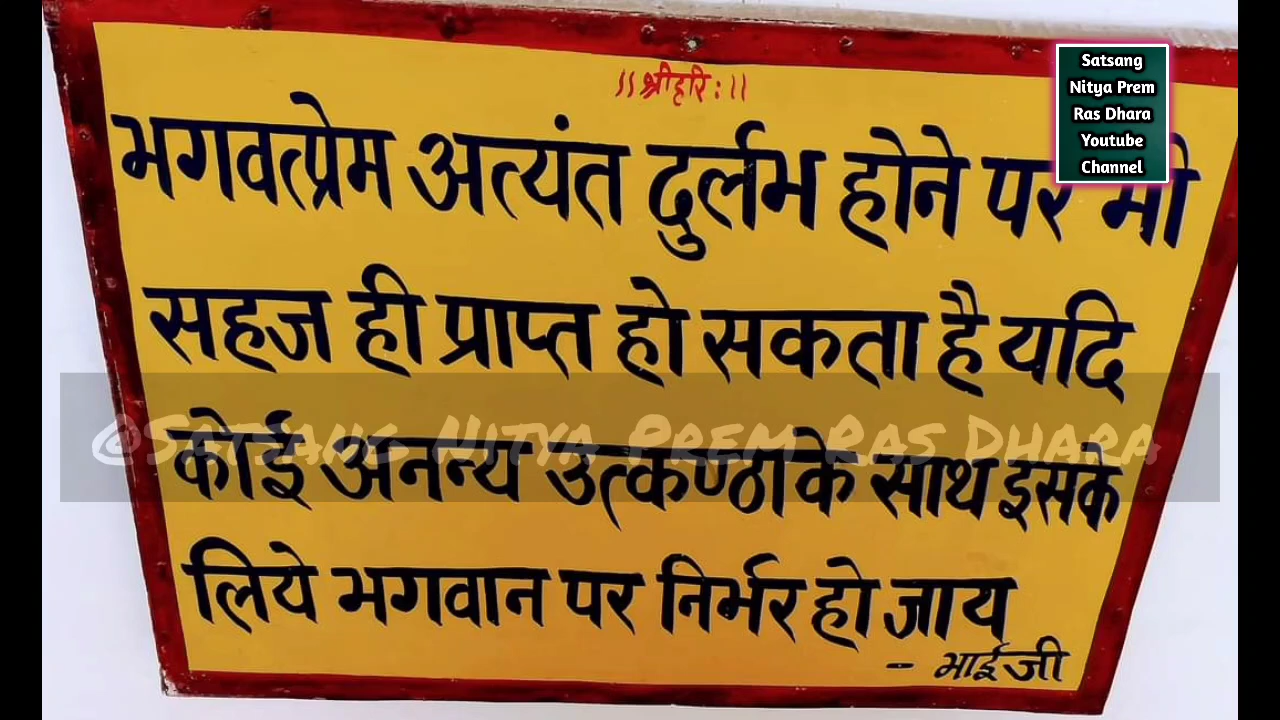 ॥श्रीहरिः॥
भगवत्प्रेम अत्यंत दुर्लभ होने पर भी
सहज ही प्राप्त हो सकता है यदि
कोई अनन्य उत्कण्ठा के साथ इसके
लिये भगवान पर निर्भर हो जाय
- भाईजी
Satsang
Nitya Prem
Ras Dhara
Youtube
Channel
@Satsang Nitya Prem Ras Dhara